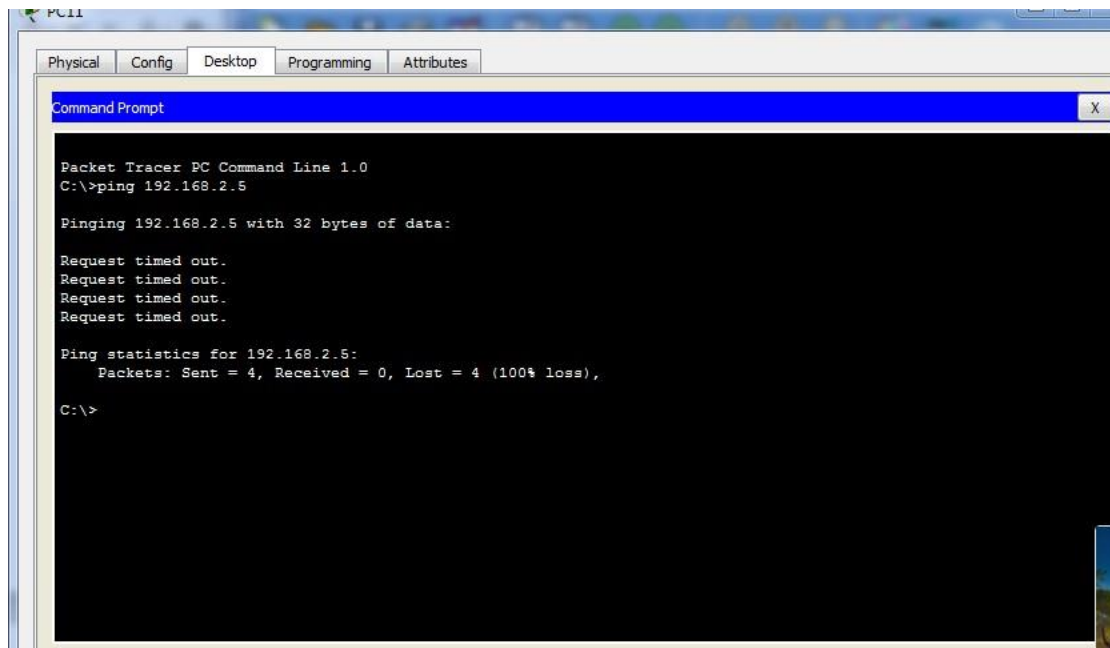 PC11
Physical Config Desktop Programming Attributes
Command Prompt X
Packet Tracer PC Command Line 1.0
C:\>ping 192.168.2.5
Pinging 192.168.2.5 with 32 bytes of data:
Request timed out.
Request timed out.
Request timed out.
Request timed out.
Ping statistics for 192.168.2.5:
Packets: Sent = 4, Received = 0, Lost = 4 (100% loss),
C:\>